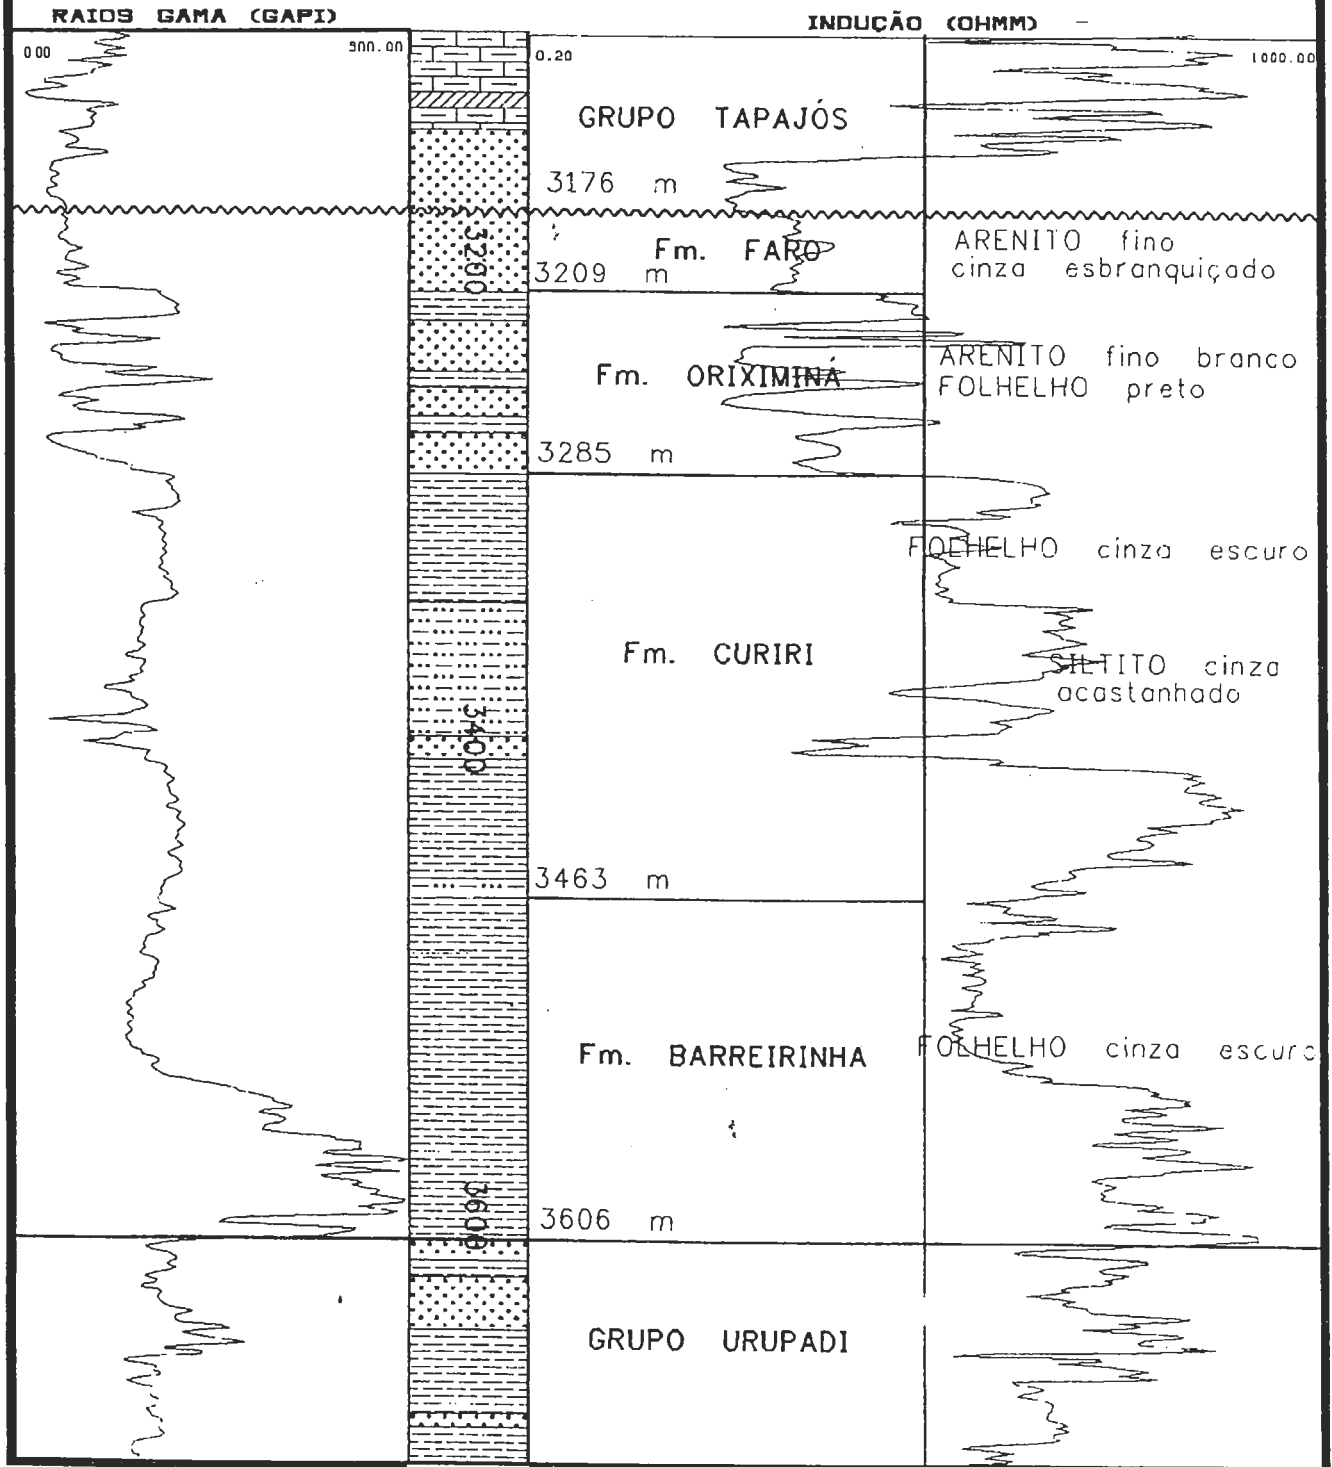 RAIOS GAMA (GAPI)
INDUÇÃO (OHMM)
0.00
300.00
0.20
1000.00
GRUPO TAPAJÓS
3176 m
3200
Fm. FARO
3209 m
ARENITO fino
cinza esbranquiçado
Fm. ORIXIMINÁ
ARENITO fino branco
FOLHELHO preto
3285 m
FOLHELHO cinza escuro
Fm. CURIRI
SILTITO cinza
acastanhado
3400
3463 m
Fm. BARREIRINHA
FOLHELHO cinza escuro
3600
3606 m
GRUPO URUPADI